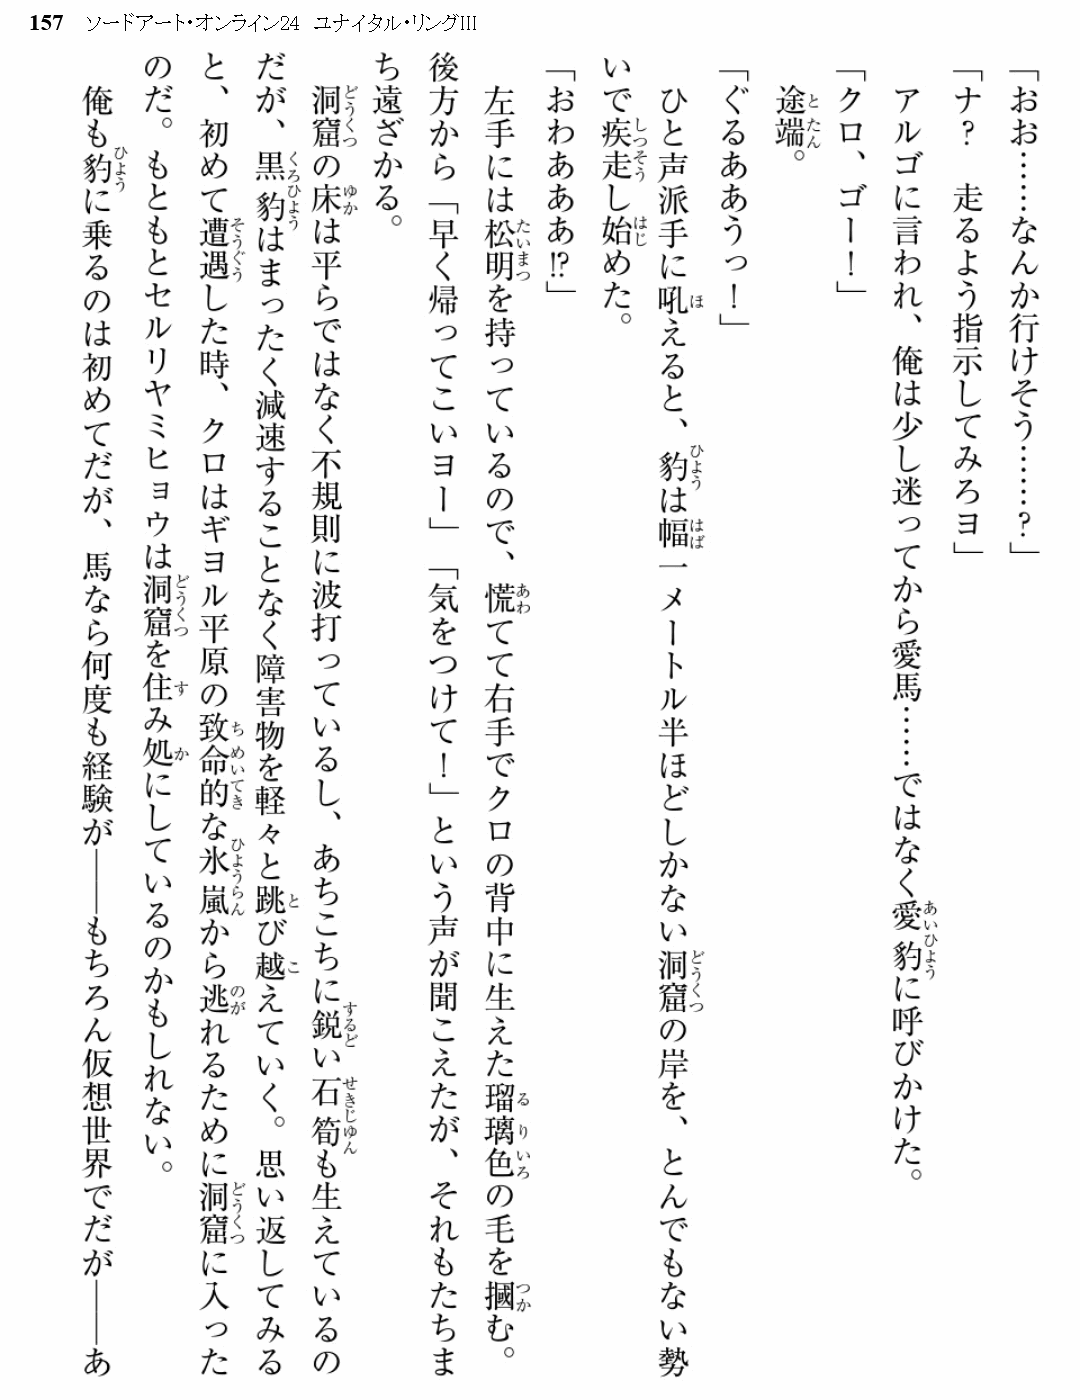 157 ソードアート・オンライン24 ユナイタル・リングIII
「おお……なんか行けそう……?」
「ナ? 走るよう指示してみろヨ」
アルゴに言われ、俺は少し迷ってから愛馬……ではなく愛豹に呼びかけた。
「クロ、ゴー!」
途端。
「ぐるああうっ!」
ひと声派手に吼えると、豹は幅一メートル半ほどしかない洞窟の岸を、とんでもない勢
いで疾走し始めた。
「おわあああ!?」
左手には松明を持っているので、慌てて右手でクロの背中に生えた瑠璃色の毛を摑む。
後方から「早く帰ってこいヨー」「気をつけて!」という声が聞こえたが、それもたちま
ち遠ざかる。
洞窟の床は平らではなく不規則に波打っているし、あちこちに鋭い石筍も生えているの
だが、黒豹はまったく減速することなく障害物を軽々と跳び越えていく。思い返してみる
と、初めて遭遇した時、クロはギヨル平原の致命的な氷嵐から逃れるために洞窟に入った
のだ。もともとセルリヤミヒョウは洞窟を住み処にしているのかもしれない。
俺も豹に乗るのは初めてだが、馬なら何度も経験が――もちろん仮想世界でだが――あ